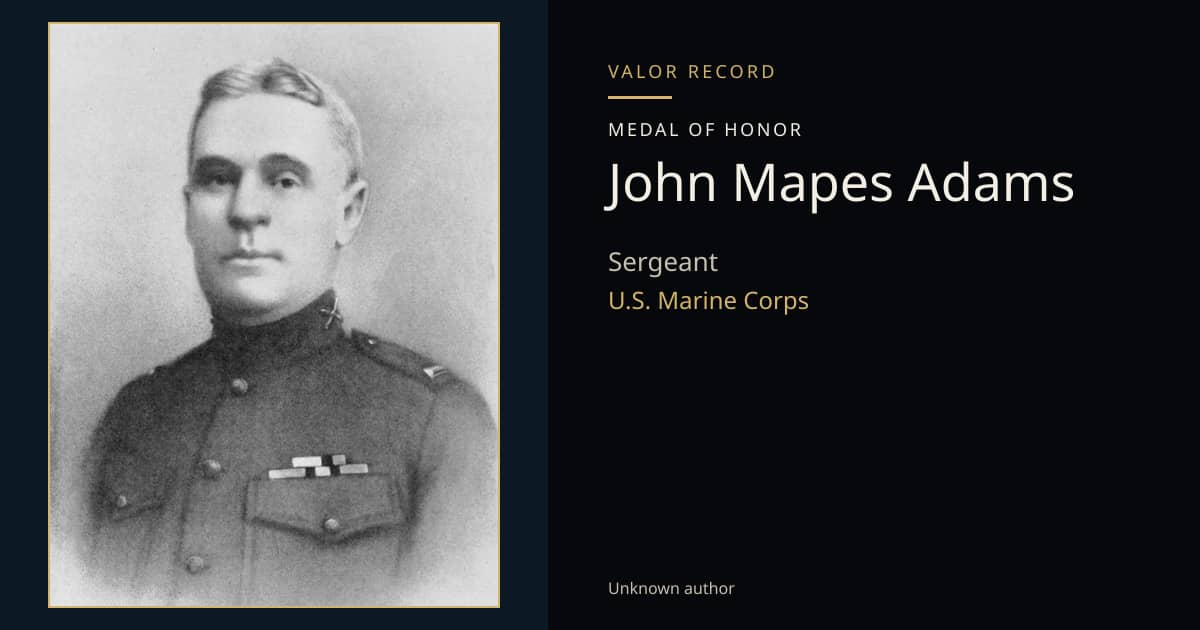 VALOR RECORD
MEDAL OF HONOR
John Mapes Adams
Sergeant
U.S. Marine Corps
Unknown author